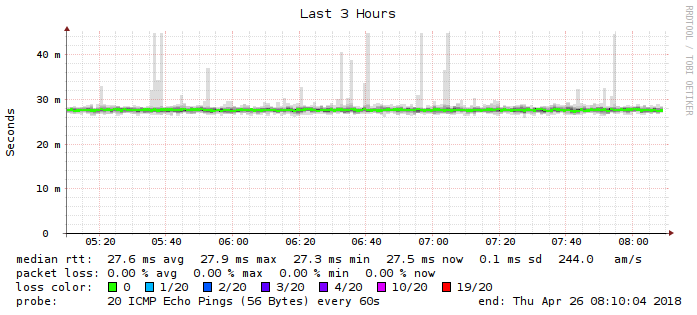 Last 3 Hours
RRDTOOL / TOBI OETIKER
Seconds
40 m
30 m
20 m
10 m
0
05:20 05:40 06:00 06:20 06:40 07:00 07:20 07:40 08:00
median rtt: 27.6 ms avg 27.9 ms max 27.3 ms min 27.5 ms now 0.1 ms sd 244.0 am/s
packet loss: 0.00 % avg 0.00 % max 0.00 % min 0.00 % now
loss color: 0 1/20 2/20 3/20 4/20 10/20 19/20
probe: 20 ICMP Echo Pings (56 Bytes) every 60s end: Thu Apr 26 08:10:04 2018